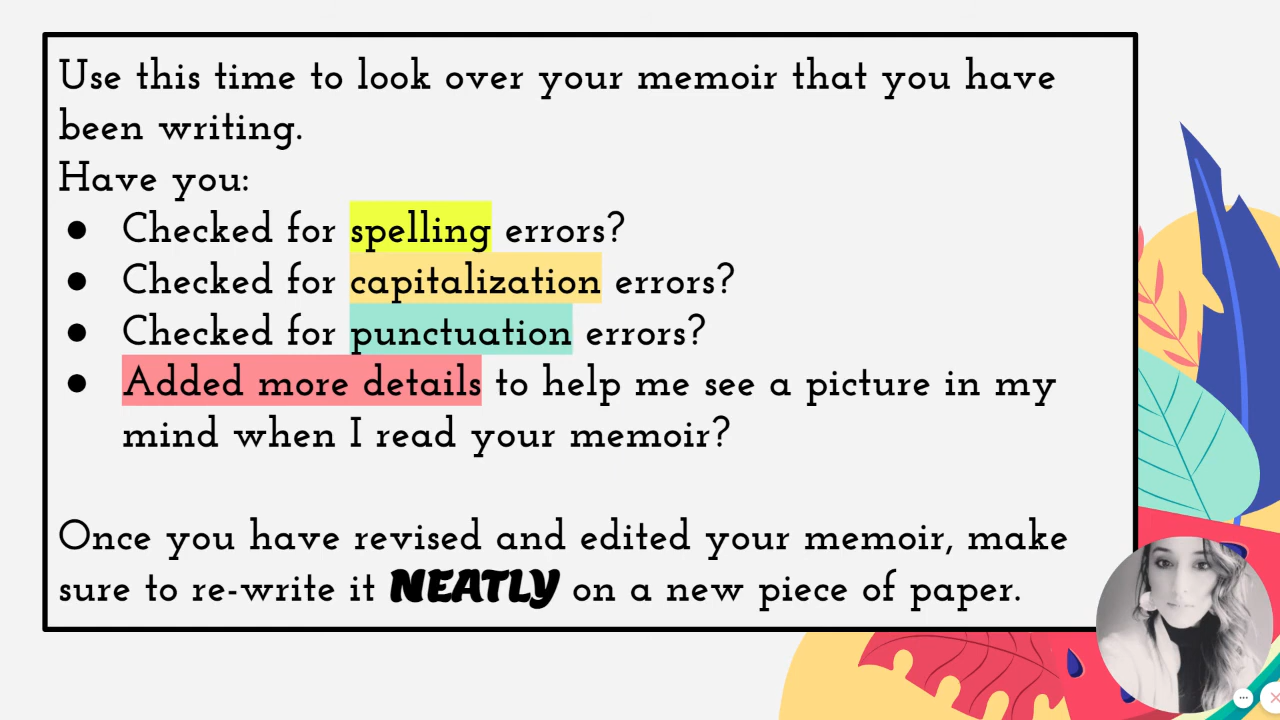 Use this time to look over your memoir that you have
been writing.
Have you:
● Checked for spelling errors?
● Checked for capitalization errors?
● Checked for punctuation errors?
● Added more details to help me see a picture in my
mind when I read your memoir?
Once you have revised and edited your memoir, make
sure to re-write it NEATLY on a new piece of paper.